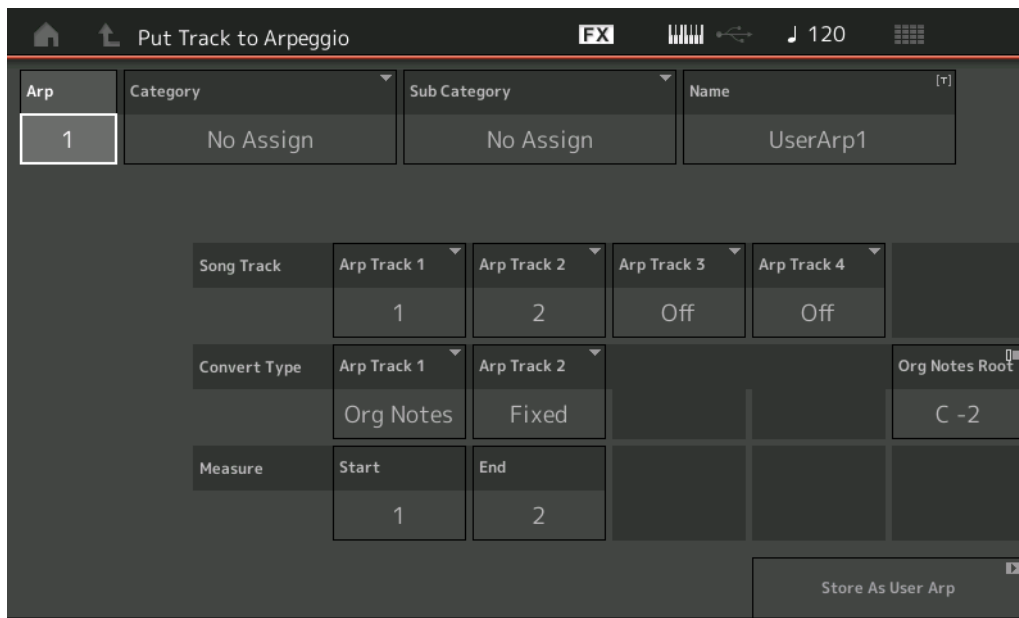 Put Track to Arpeggio FX ♩ 120
Arp Category Sub Category Name [T]
1 No Assign No Assign UserArp1
Song Track Arp Track 1 Arp Track 2 Arp Track 3 Arp Track 4
1 2 Off Off
Convert Type Arp Track 1 Arp Track 2 Org Notes Root
Org Notes Fixed C -2
Measure Start End
1 2
Store As User Arp